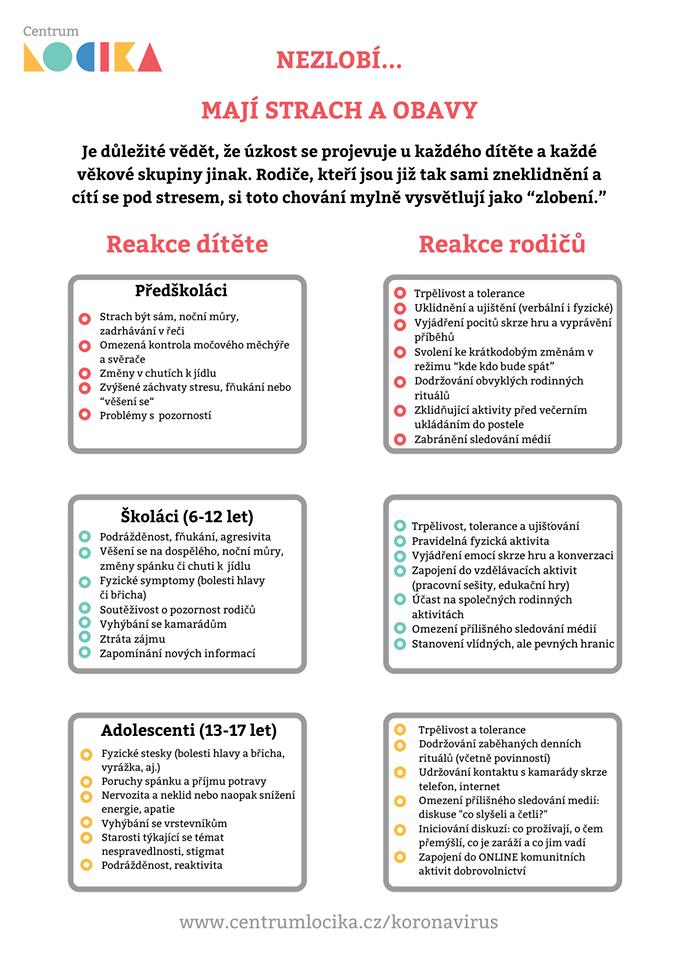 Centrum
LOCIKA
NEZLOBÍ...
MAJÍ STRACH A OBAVY
Je důležité vědět, že úzkost se projevuje u každého dítěte a každé
věkové skupiny jinak. Rodiče, kteří jsou již tak sami zneklidnění a
cítí se pod stresem, si toto chování mylně vysvětlují jako “zlobení.”
Reakce dítěte
Předškoláci
Strach být sám, noční můry,
zadrhávání v řeči
Omezená kontrola močového měchýře
a svěrače
Změny v chutích k jídlu
Zvýšené záchvaty stresu, fňukání nebo
“věšení se“
Problémy s pozorností
Reakce rodičů
Trpělivost a tolerance
Uklidnění a ujištění (verbální i fyzické)
Vyjádření pocitů skrze hru a vyprávění
příběhů
Svolení ke krátkodobým změnám v
režimu “kde kdo bude spát”
Dodržování obvyklých rodinných
rituálů
Zklidňující aktivity před večerním
ukládáním do postele
Zabránění sledování médií
Školáci (6-12 let)
Podrážděnost, fňukání, agresivita
Věšení se na dospělého, noční můry,
změny spánku či chuti k jídlu
Fyzické symptomy (bolesti hlavy
či břicha)
Soutěživost o pozornost rodičů
Vyhýbání se kamarádům
Ztráta zájmu
Zapomínání nových informací
Trpělivost, tolerance a ujišťování
Pravidelná fyzická aktivita
Vyjádření emocí skrze hru a konverzaci
Zapojení do vzdělávacích aktivit
(pracovní sešity, edukační hry)
Účast na společných rodinných
aktivitách
Omezení přílišného sledování médií
Stanovení vlídných, ale pevných hranic
Adolescenti (13-17 let)
Fyzické stesky (bolesti hlavy a břicha,
vyrážka, aj.)
Poruchy spánku a příjmu potravy
Nervozita a neklid nebo naopak snížení
energie, apatie
Vyhýbání se vrstevníkům
Starosti týkající se témat
nespravedlnosti, stigmat
Podrážděnost, reaktivita
Trpělivost a tolerance
Dodržování zaběhaných denních
rituálů (včetně povinností)
Udržování kontaktu s kamarády skrze
telefon, internet
Omezení přílišného sledování medií:
diskuse "co slyšeli a četli?"
Iniciování diskuzí: co prožívají, o čem
přemýšlí, co je zaráží a co jim vadí
Zapojení do ONLINE komunitních
aktivit dobrovolnictví
www.centrumlocika.cz/koronavirus